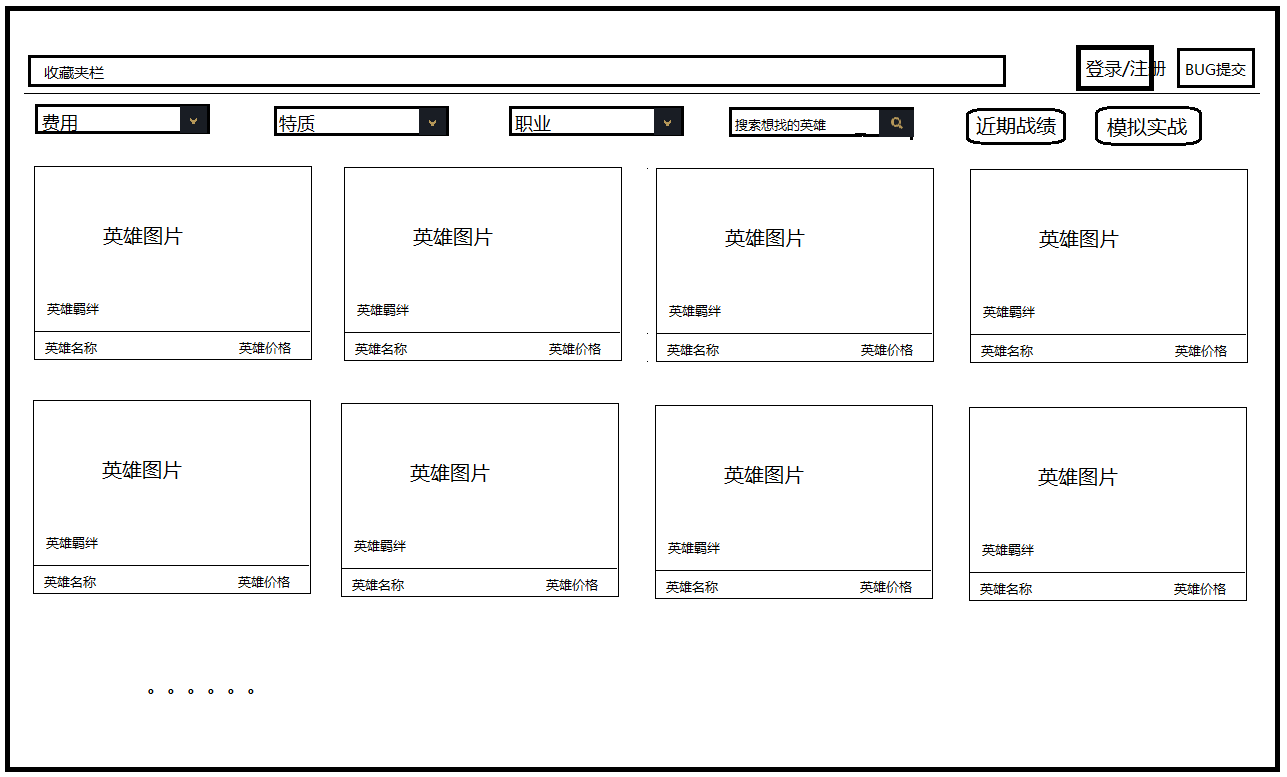 收藏夹栏
登录/注册
BUG提交
费用
特质
职业
搜索想找的英雄
近期战绩
模拟实战
英雄图片
英雄羁绊
英雄名称 英雄价格
英雄图片
英雄羁绊
英雄名称 英雄价格
英雄图片
英雄羁绊
英雄名称 英雄价格
英雄图片
英雄羁绊
英雄名称 英雄价格
英雄图片
英雄羁绊
英雄名称 英雄价格
英雄图片
英雄羁绊
英雄名称 英雄价格
英雄图片
英雄羁绊
英雄名称 英雄价格
英雄图片
英雄羁绊
英雄名称 英雄价格
。。。。。。